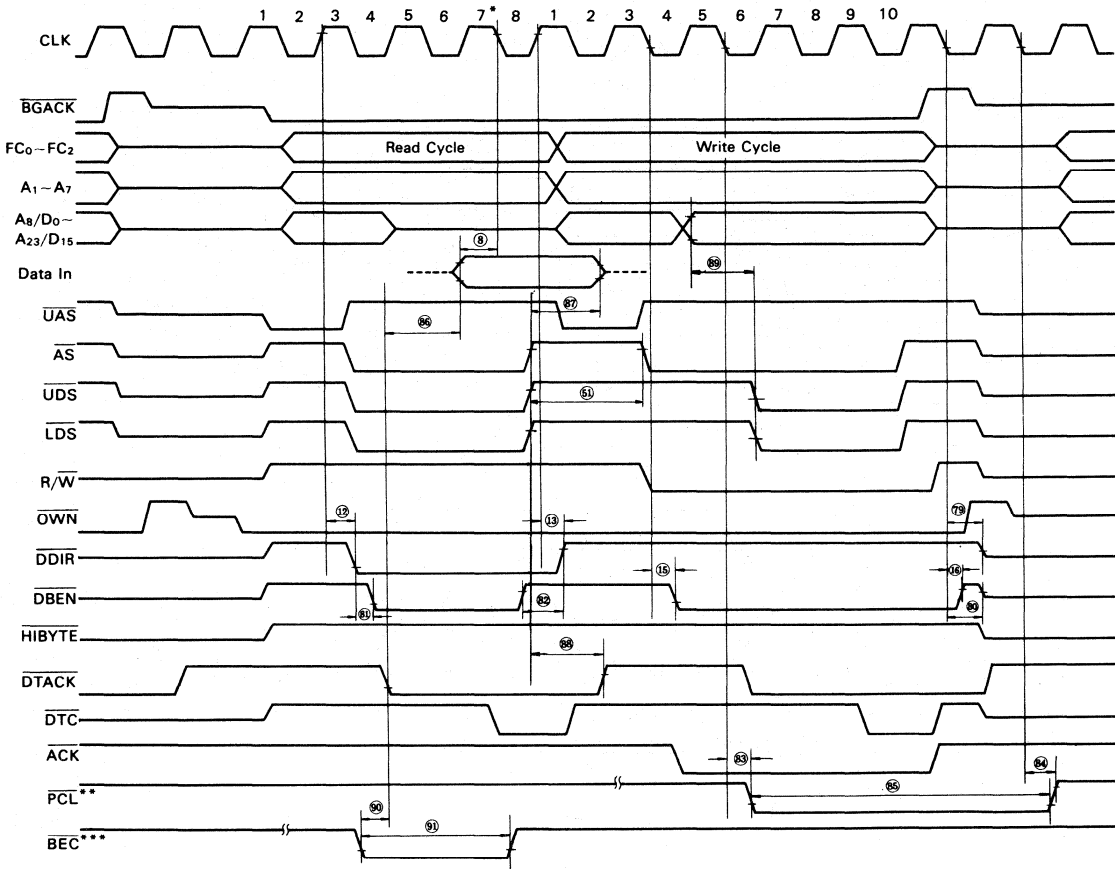 1 2 3 4 5 6 7* 8 1 2 3 4 5 6 7 8 9 10
CLK
BGACK
FC0~FC2
Read Cycle
Write Cycle
A1~A7
A8/D0~
A23/D15
⑧
Data In
㊇㊈
89
UAS
87
86
AS
UDS
51
LDS
R/W
OWN
12
13
79
DDIR
15
16
DBEN
81
82
80
HIBYTE
88
DTACK
DTC
ACK
83
84
PCL**
85
90
91
BEC***